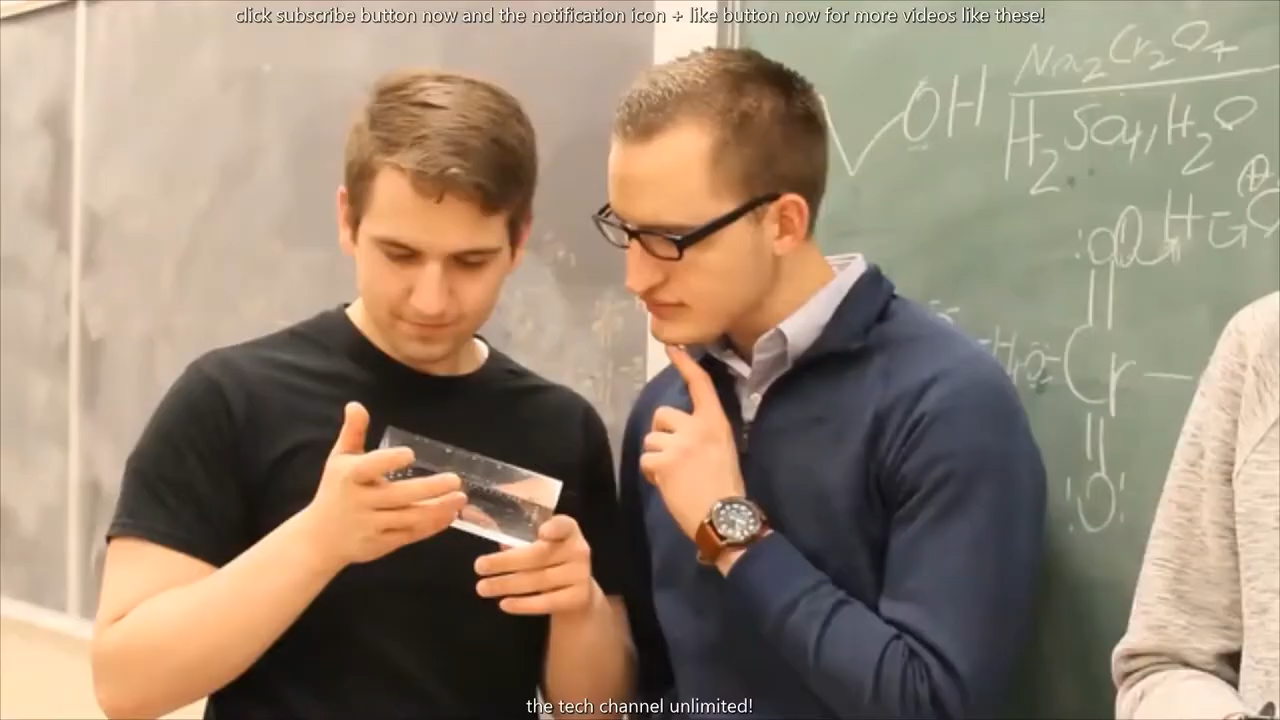 click subscribe button now and the notification icon + like button now for more videos like these!
Na2Cr2O7
OH
H2SO4, H2O
Cr
the tech channel unlimited!